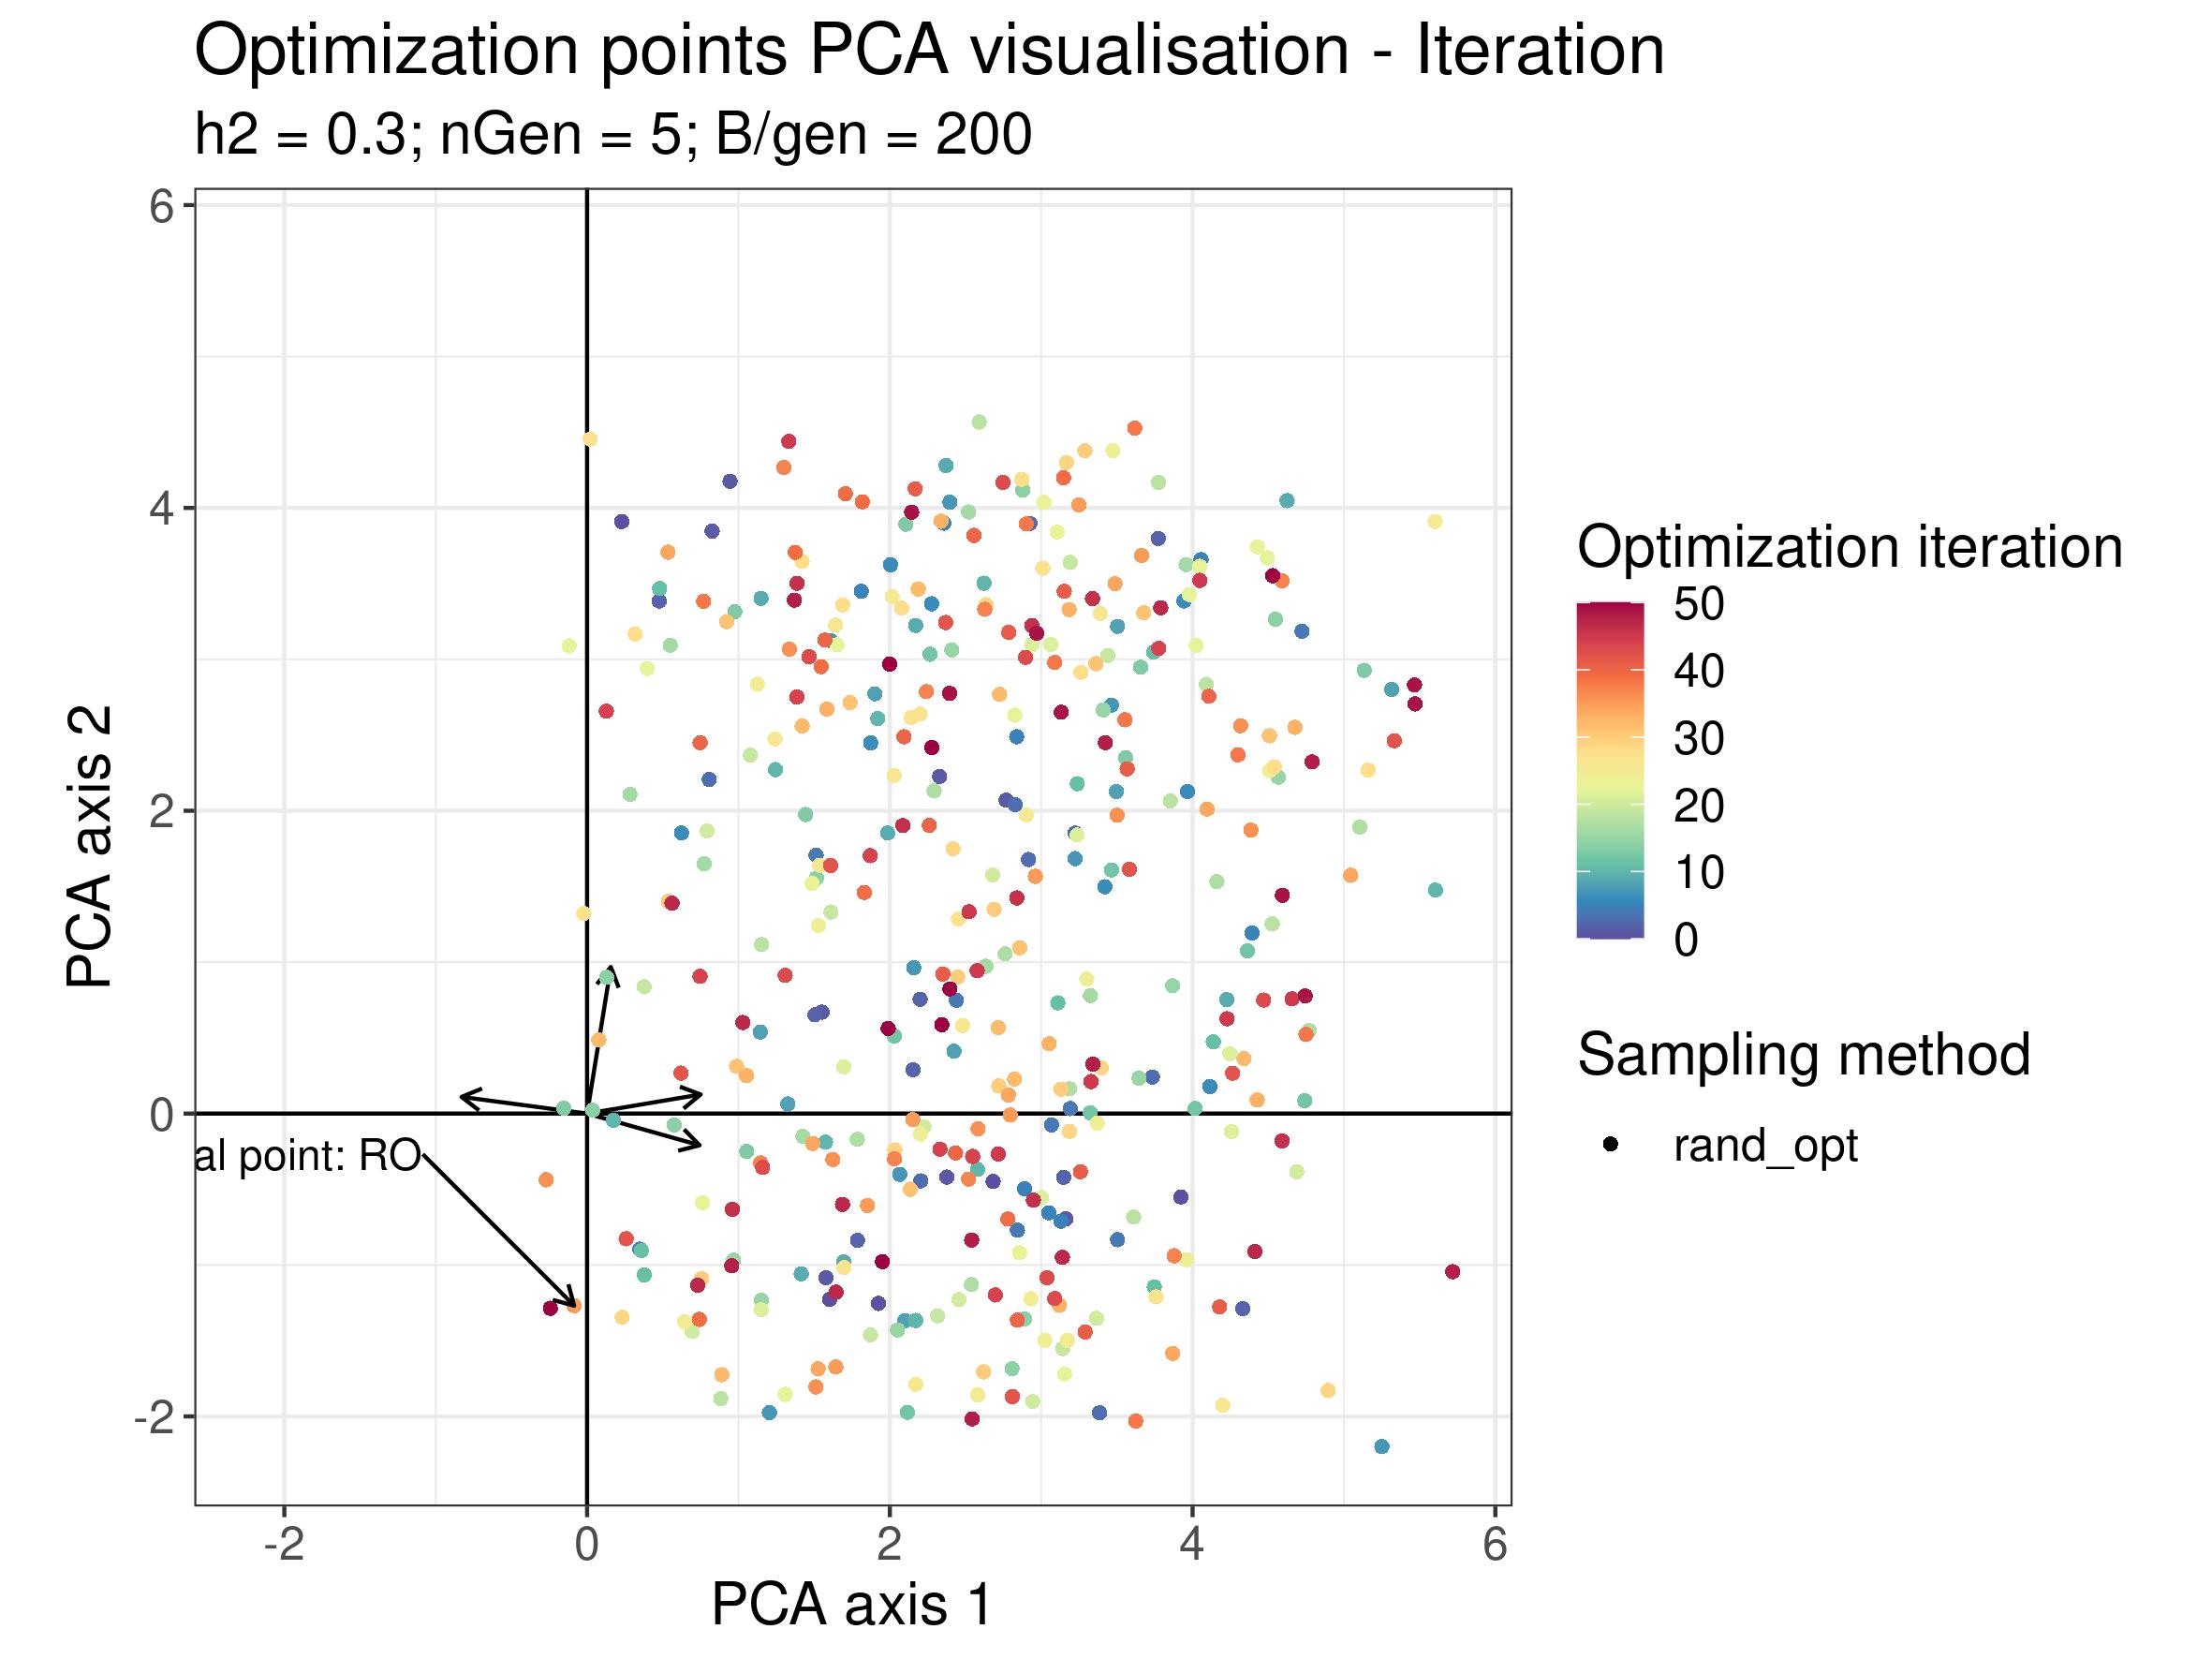 Optimization points PCA visualisation - Iteration
h2 = 0.3; nGen = 5; B/gen = 200
6
4
2
0
-2
PCA axis 2
al point: RO
-2
0
2
4
6
PCA axis 1
Optimization iteration
50
40
30
20
10
0
Sampling method
rand_opt